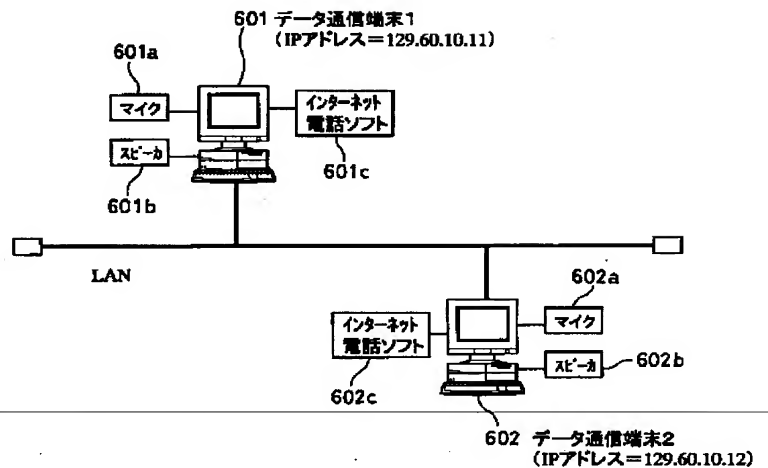 601 データ通信端末1
(IPアドレス=129.60.10.11)
601a
マイク
インターネット
電話ソフト
スピーカ
601c
601b
LAN
602a
インターネット
電話ソフト
マイク
スピーカ
602b
602c
602 データ通信端末2
(IPアドレス=129.60.10.12)